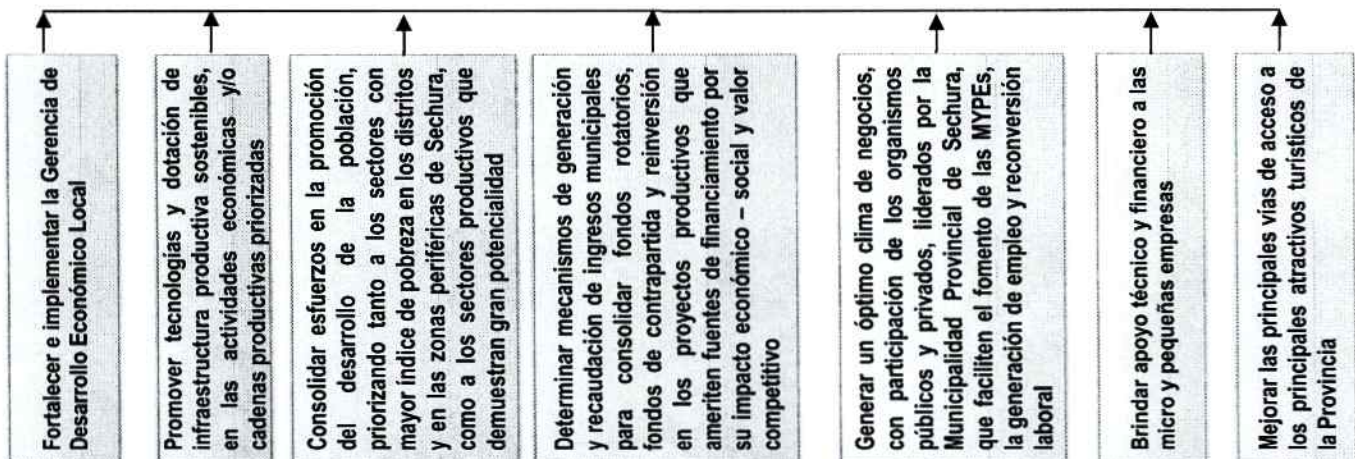 Fortalecer e implementar la Gerencia de
Desarrollo Económico Local
Promover tecnologías y dotación de
infraestructura productiva sostenibles,
en las actividades económicas y/o
cadenas productivas priorizadas
Consolidar esfuerzos en la promoción
del desarrollo de la población,
priorizando tanto a los sectores con
mayor índice de pobreza en los distritos
y en las zonas periféricas de Sechura,
como a los sectores productivos que
demuestran gran potencialidad
Determinar mecanismos de generación
y recaudación de ingresos municipales
para consolidar fondos rotatorios,
fondos de contrapartida y reinversión
en los proyectos productivos que
ameriten fuentes de financiamiento por
su impacto económico – social y valor
competitivo
Generar un óptimo clima de negocios,
con participación de los organismos
públicos y privados, liderados por la
Municipalidad Provincial de Sechura,
que faciliten el fomento de las MYPEs,
la generación de empleo y reconversión
laboral
Brindar apoyo técnico y financiero a las
micro y pequeñas empresas
Mejorar las principales vías de acceso a
los principales atractivos turísticos de
la Provincia